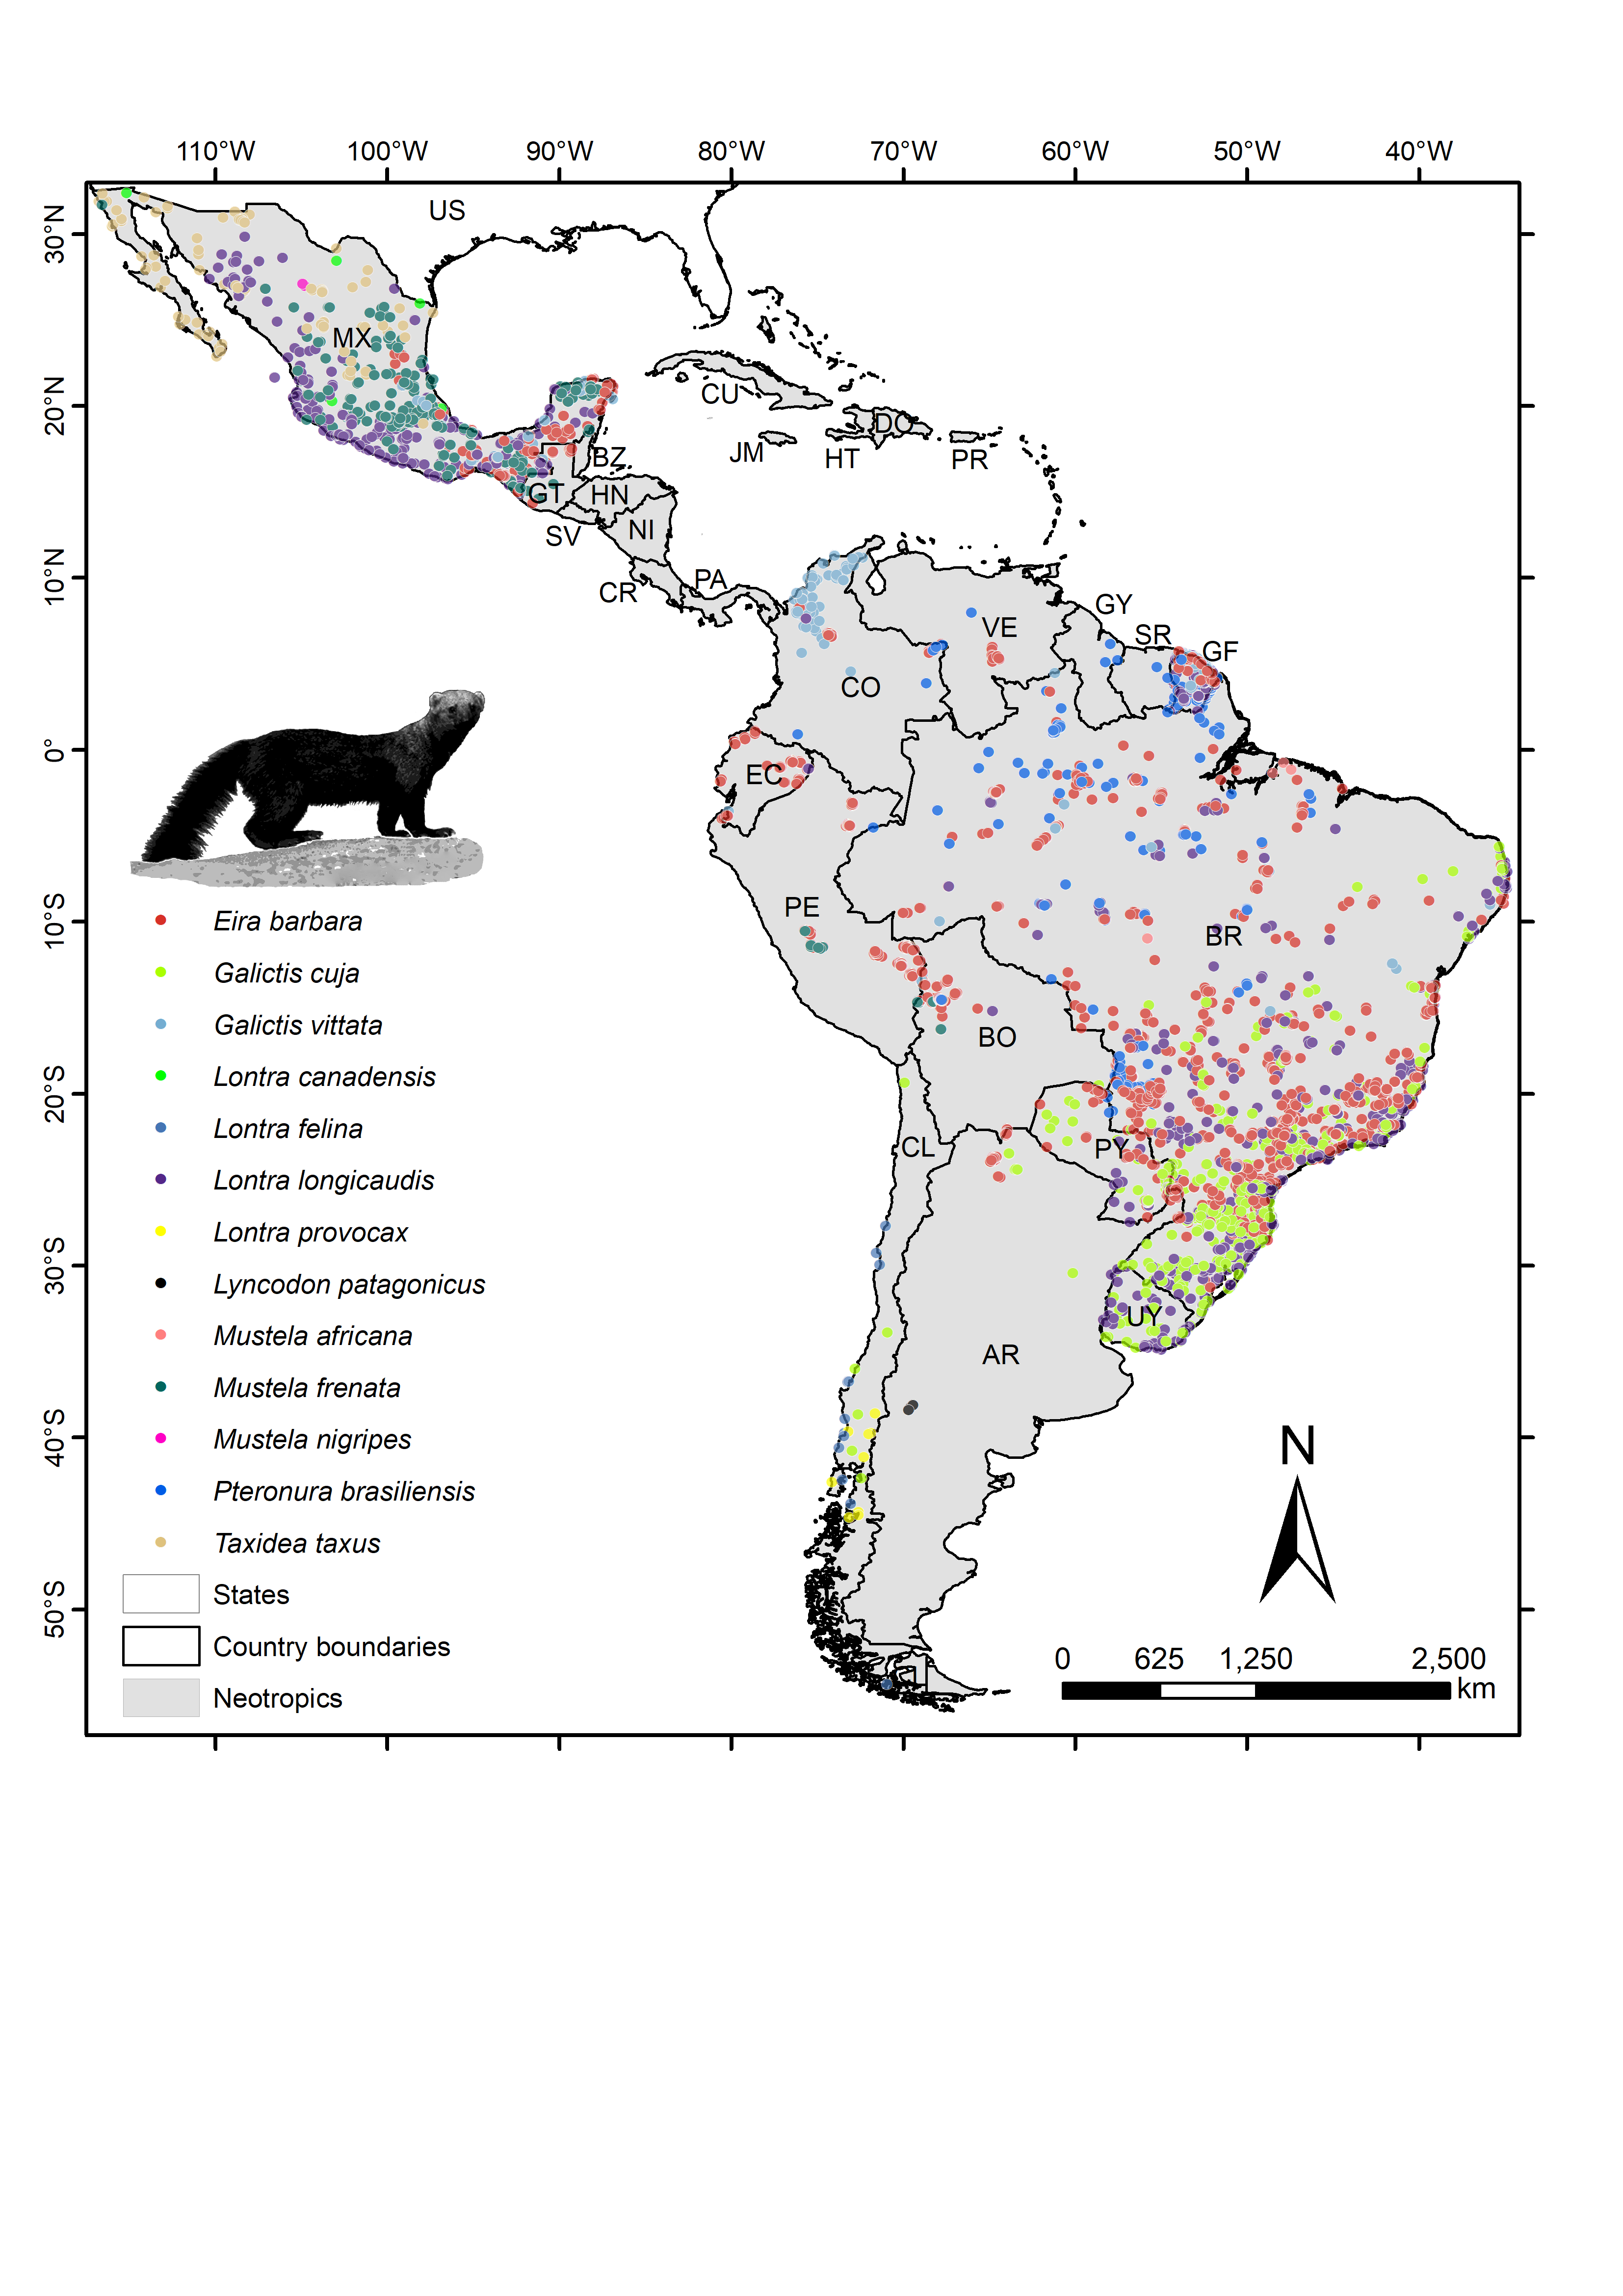 110°W 100°W 90°W 80°W 70°W 60°W 50°W 40°W
30°N
20°N
10°N
0°
10°S
20°S
30°S
40°S
50°S
US
MX
CU
DO
JM
HT
PR
BZ
GT
HN
SV
NI
CR
PA
VE
GY
SR
GF
CO
EC
PE
BR
BO
CL
PY
UY
AR
CL
Eira barbara
Galictis cuja
Galictis vittata
Lontra canadensis
Lontra felina
Lontra longicaudis
Lontra provocax
Lyncodon patagonicus
Mustela africana
Mustela frenata
Mustela nigripes
Pteronura brasiliensis
Taxidea taxus
States
Country boundaries
Neotropics
N
0 625 1,250 2,500
km